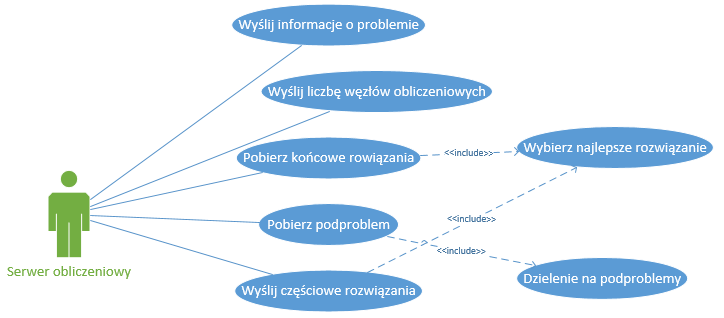 Wyślij informacje o problemie
Wyślij liczbę węzłów obliczeniowych
Pobierz końcowe rowiązania
<<include>>
Wybierz najlepsze rozwiązanie
<<include>>
Pobierz podproblem
<<include>>
Serwer obliczeniowy
Dzielenie na podproblemy
Wyślij częściowe rozwiązania